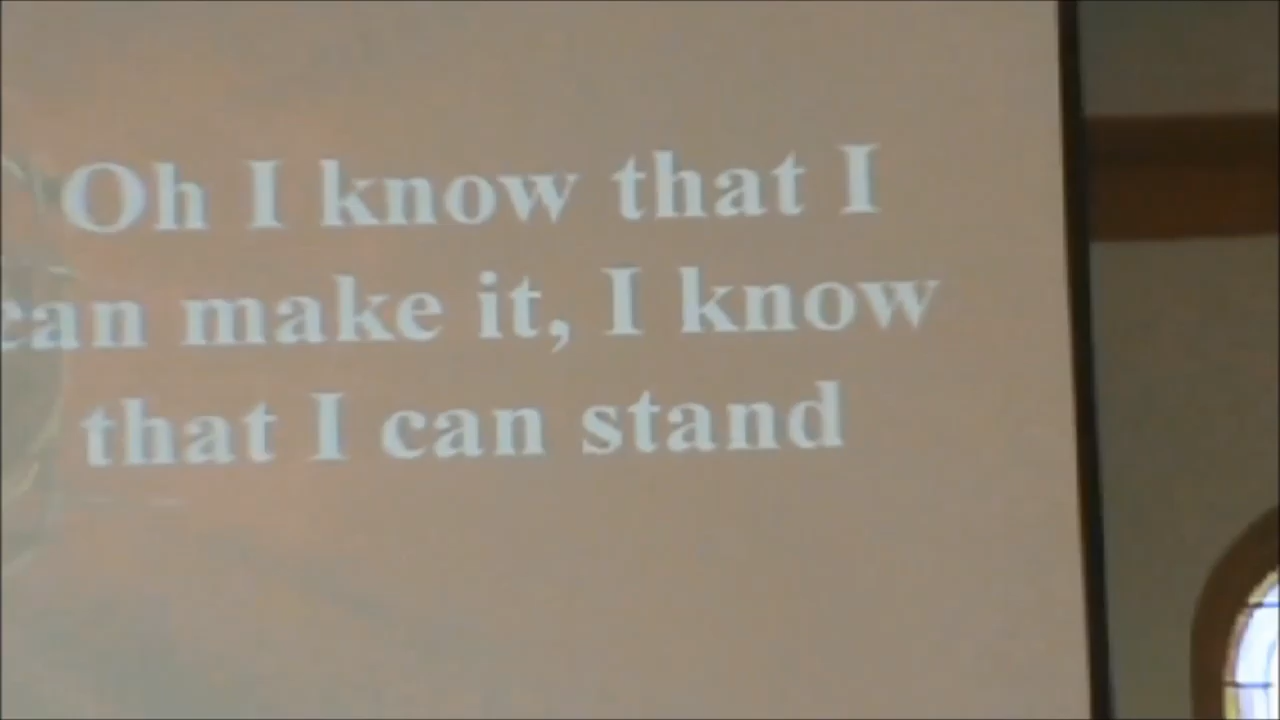 Oh I know that I
can make it, I know
that I can stand